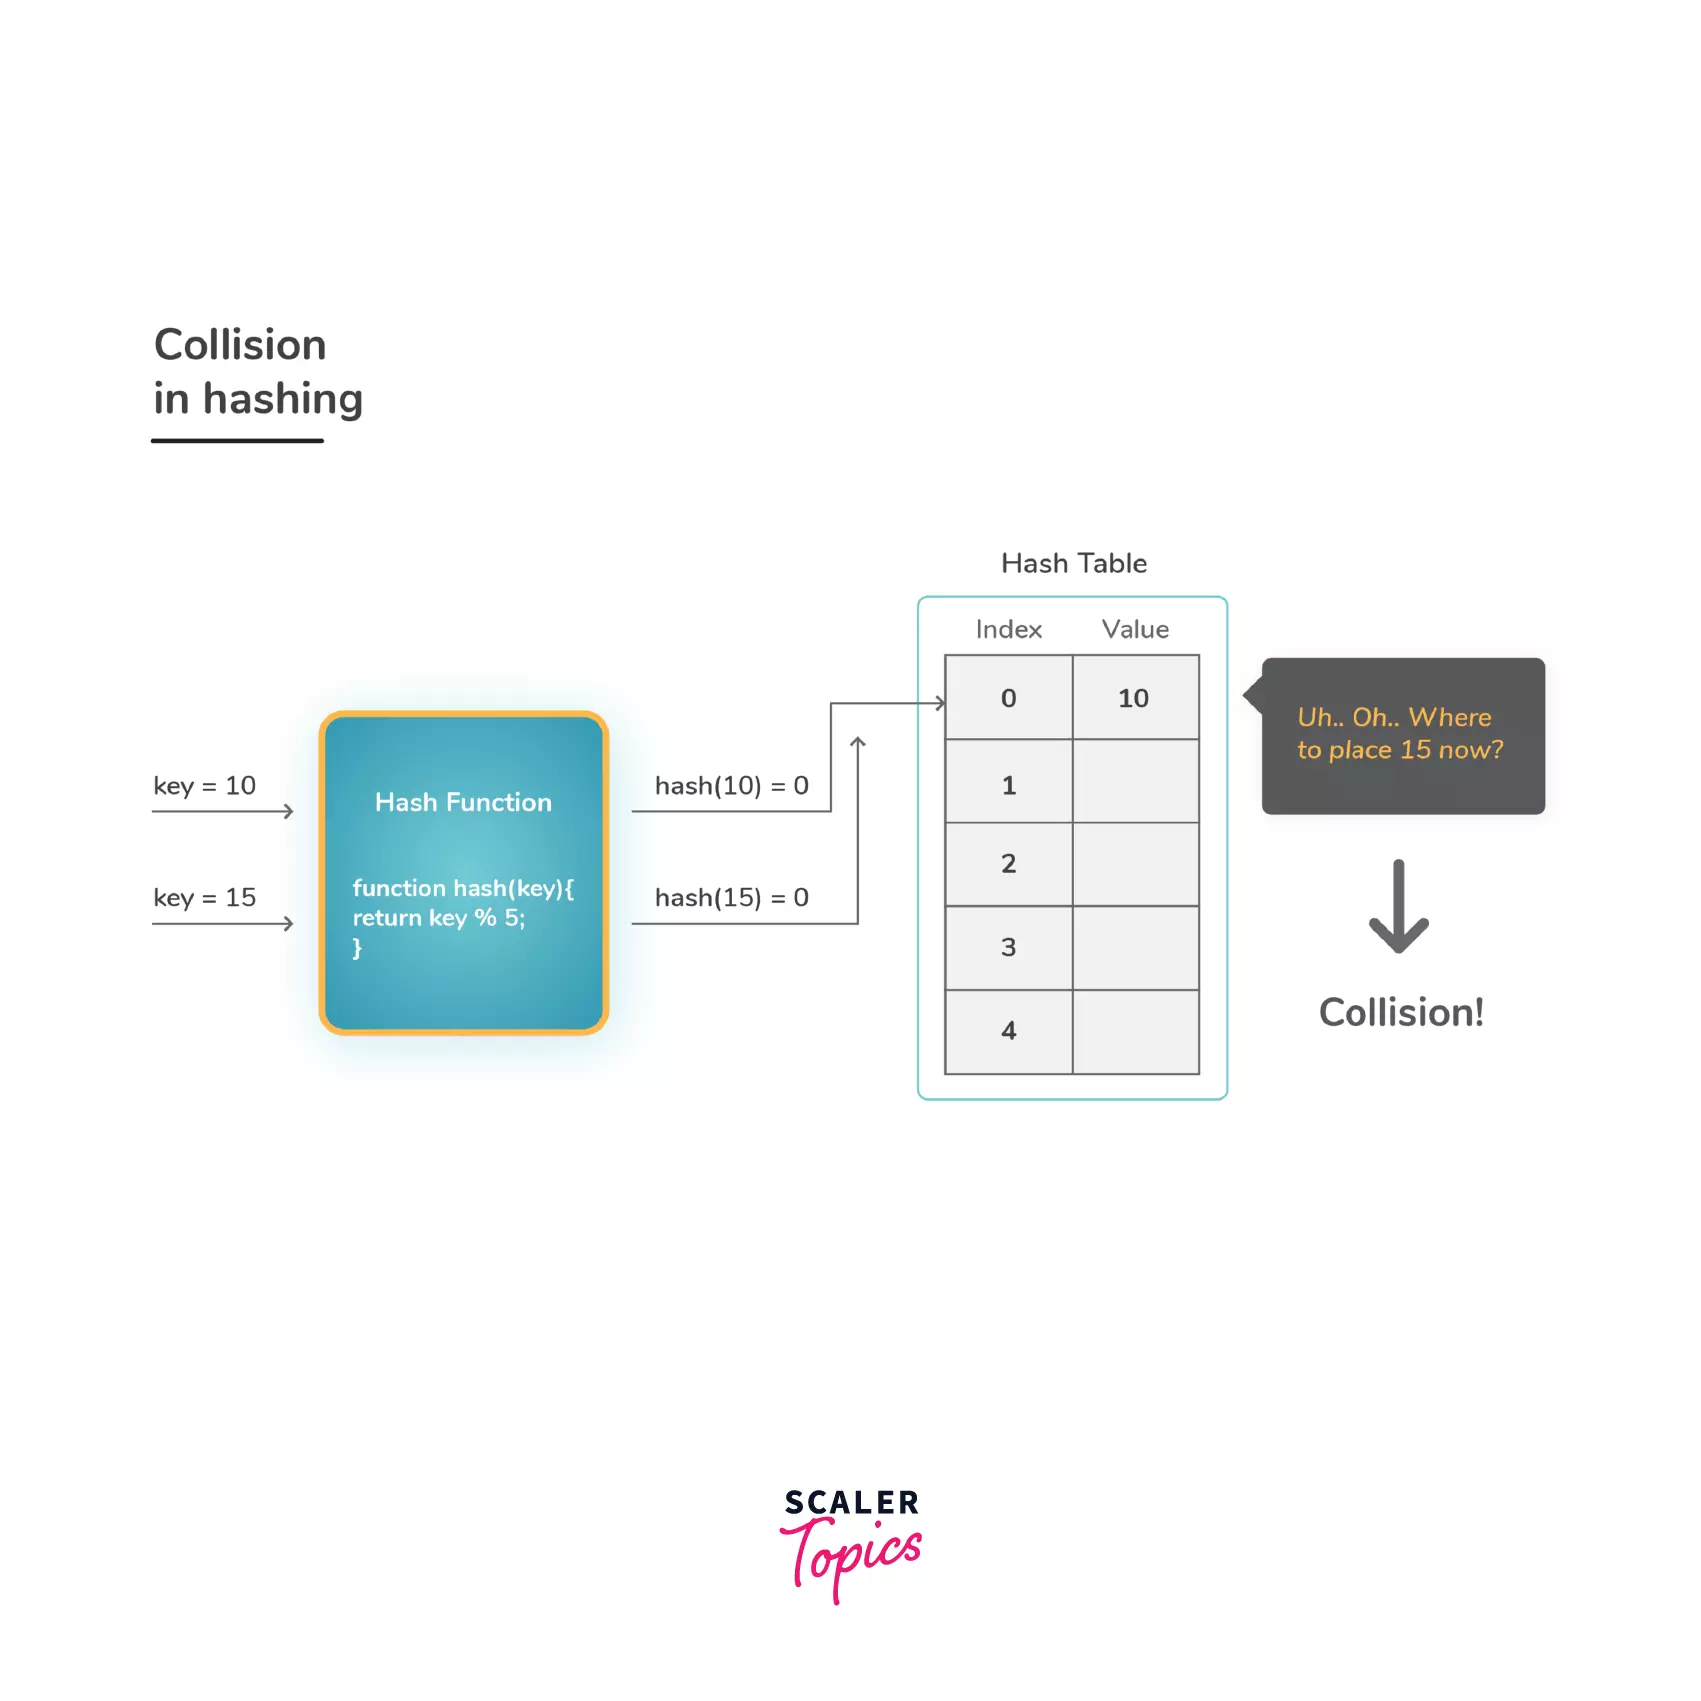 Collision
in hashing
Hash Table
Index Value
0 10
1
2
3
4
key = 10
key = 15
Hash Function
function hash(key){
return key % 5;
}
hash(10) = 0
hash(15) = 0
Uh.. Oh.. Where
to place 15 now?
Collision!
SCALER
Topics